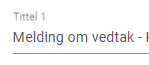 Tittel 1
Melding om vedtak -